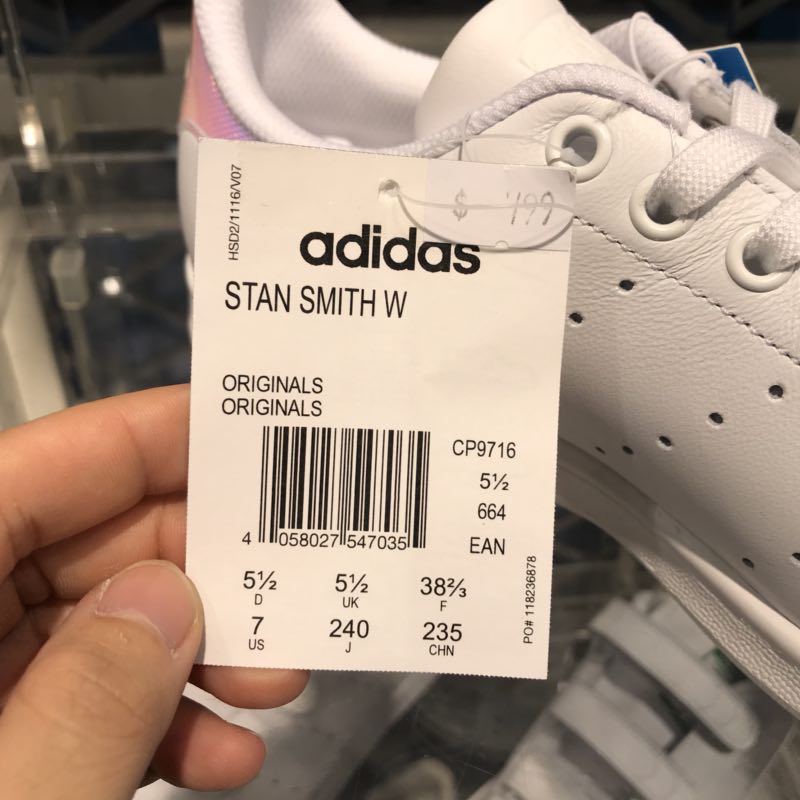 HSD2/1116/V07
$ 799
adidas
STAN SMITH W
ORIGINALS
ORIGINALS
CP9716
5½
664
EAN
4 058027 547035
5½ 5½ 38⅔
D UK F
7 240 235
US J CHN
PO# 118236878